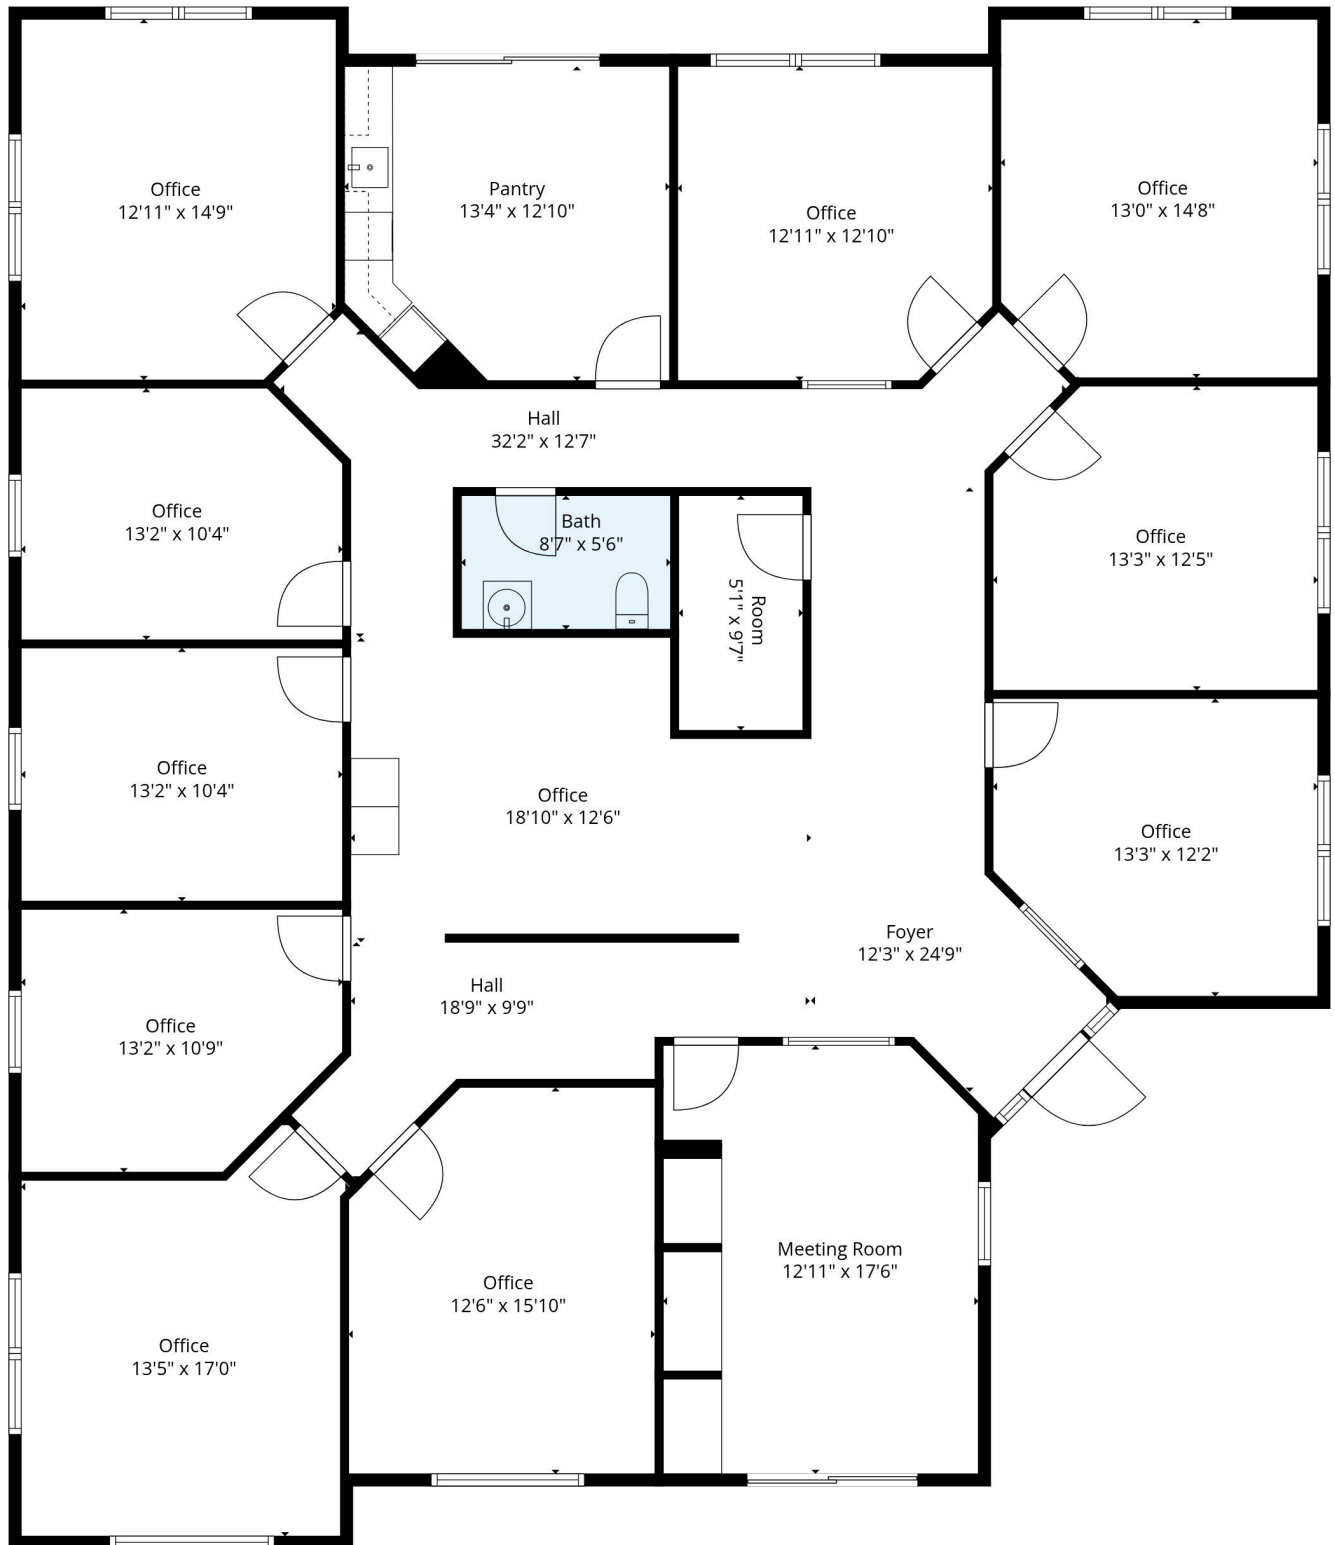 Office
12'11" x 14'9"
Pantry
13'4" x 12'10"
Office
12'11" x 12'10"
Office
13'0" x 14'8"
Hall
32'2" x 12'7"
Office
13'2" x 10'4"
Bath
8'7" x 5'6"
Room
5'1" x 9'7"
Office
13'3" x 12'5"
Office
13'2" x 10'4"
Office
18'10" x 12'6"
Office
13'3" x 12'2"
Foyer
12'3" x 24'9"
Hall
18'9" x 9'9"
Office
13'2" x 10'9"
Meeting Room
12'11" x 17'6"
Office
12'6" x 15'10"
Office
13'5" x 17'0"